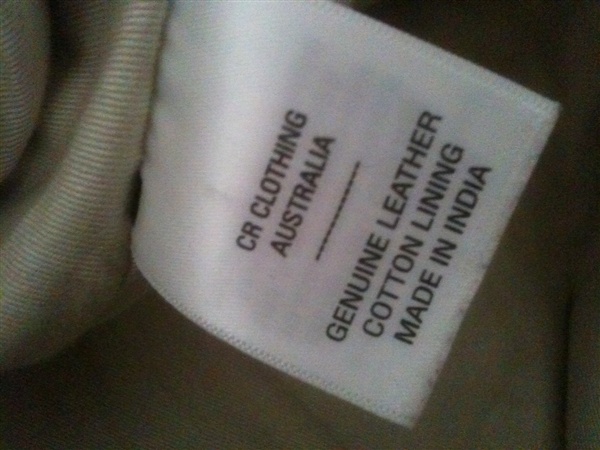 CR CLOTHING
AUSTRALIA
----------
GENUINE LEATHER
COTTON LINING
MADE IN INDIA